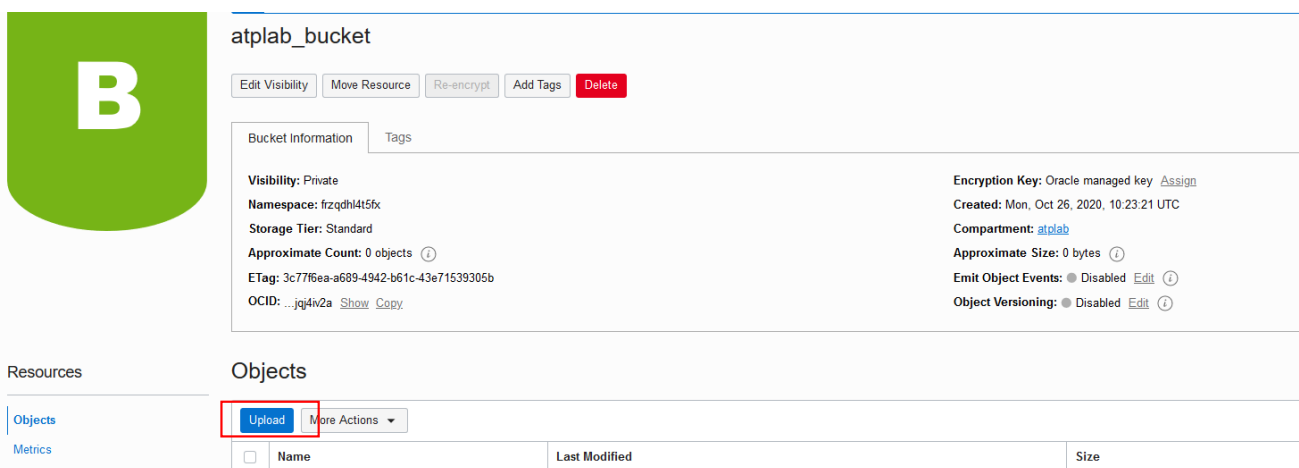 B
atplab_bucket
Edit Visibility Move Resource Re-encrypt Add Tags Delete
Bucket Information Tags
Visibility: Private
Namespace: frzqdhl4t5fx
Storage Tier: Standard
Approximate Count: 0 objects i
ETag: 3c77f6ea-a689-4942-b61c-43e71539305b
OCID: ...jqj4iv2a Show Copy
Encryption Key: Oracle managed key Assign
Created: Mon, Oct 26, 2020, 10:23:21 UTC
Compartment: atplab
Approximate Size: 0 bytes i
Emit Object Events: Disabled Edit i
Object Versioning: Disabled Edit i
Resources
Objects
Metrics
Objects
Upload More Actions
Name Last Modified Size